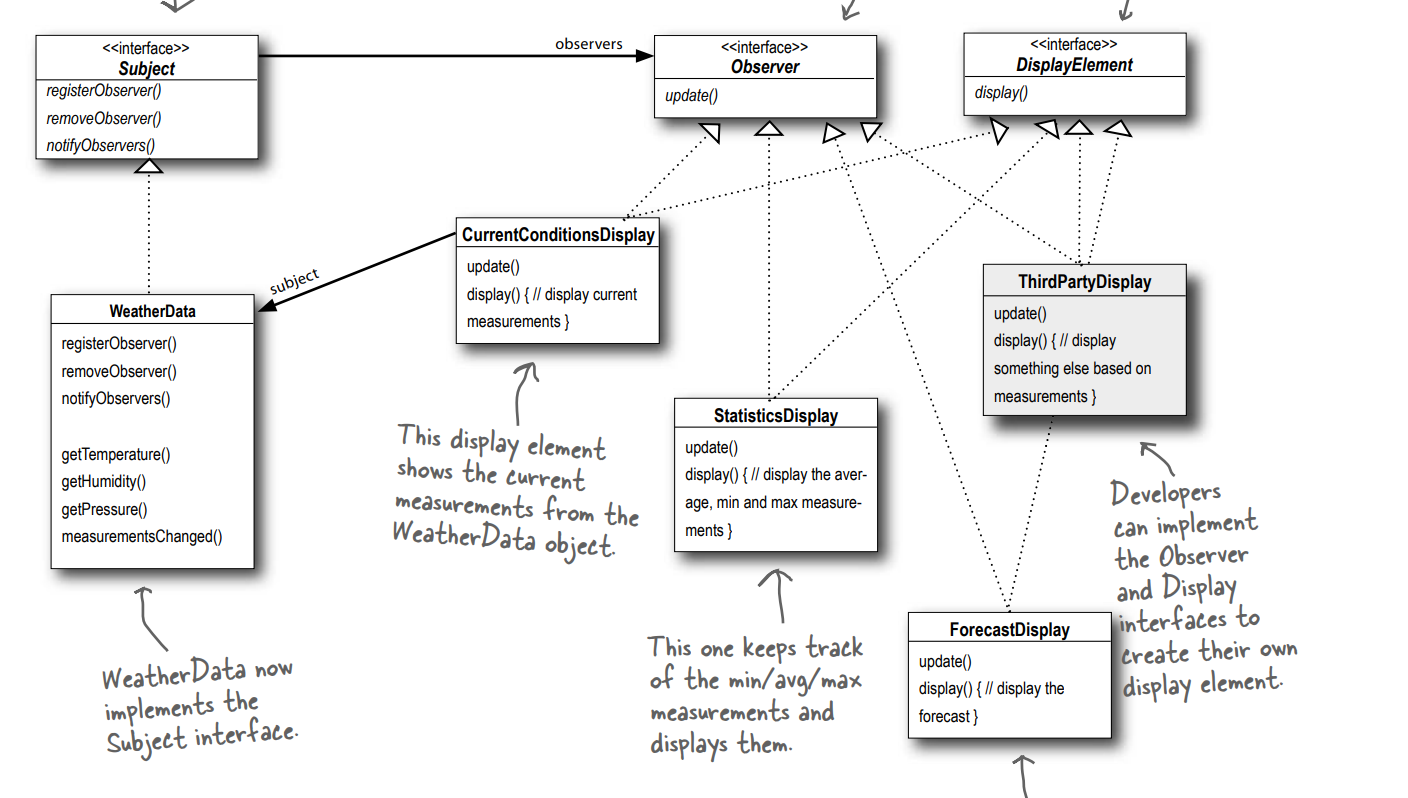 <<interface>>
Subject
registerObserver()
removeObserver()
notifyObservers()
observers
<<interface>>
Observer
update()
<<interface>>
DisplayElement
display()
subject
WeatherData
registerObserver()
removeObserver()
notifyObservers()
getTemperature()
getHumidity()
getPressure()
measurementsChanged()
WeatherData now
implements the
Subject interface.
CurrentConditionsDisplay
update()
display() { // display current
measurements }
This display element
shows the current
measurements from the
WeatherData object.
StatisticsDisplay
update()
display() { // display the aver-
age, min and max measure-
ments }
This one keeps track
of the min/avg/max
measurements and
displays them.
ThirdPartyDisplay
update()
display() { // display
something else based on
measurements }
Developers
can implement
the Observer
and Display
interfaces to
create their own
display element.
ForecastDisplay
update()
display() { // display the
forecast }